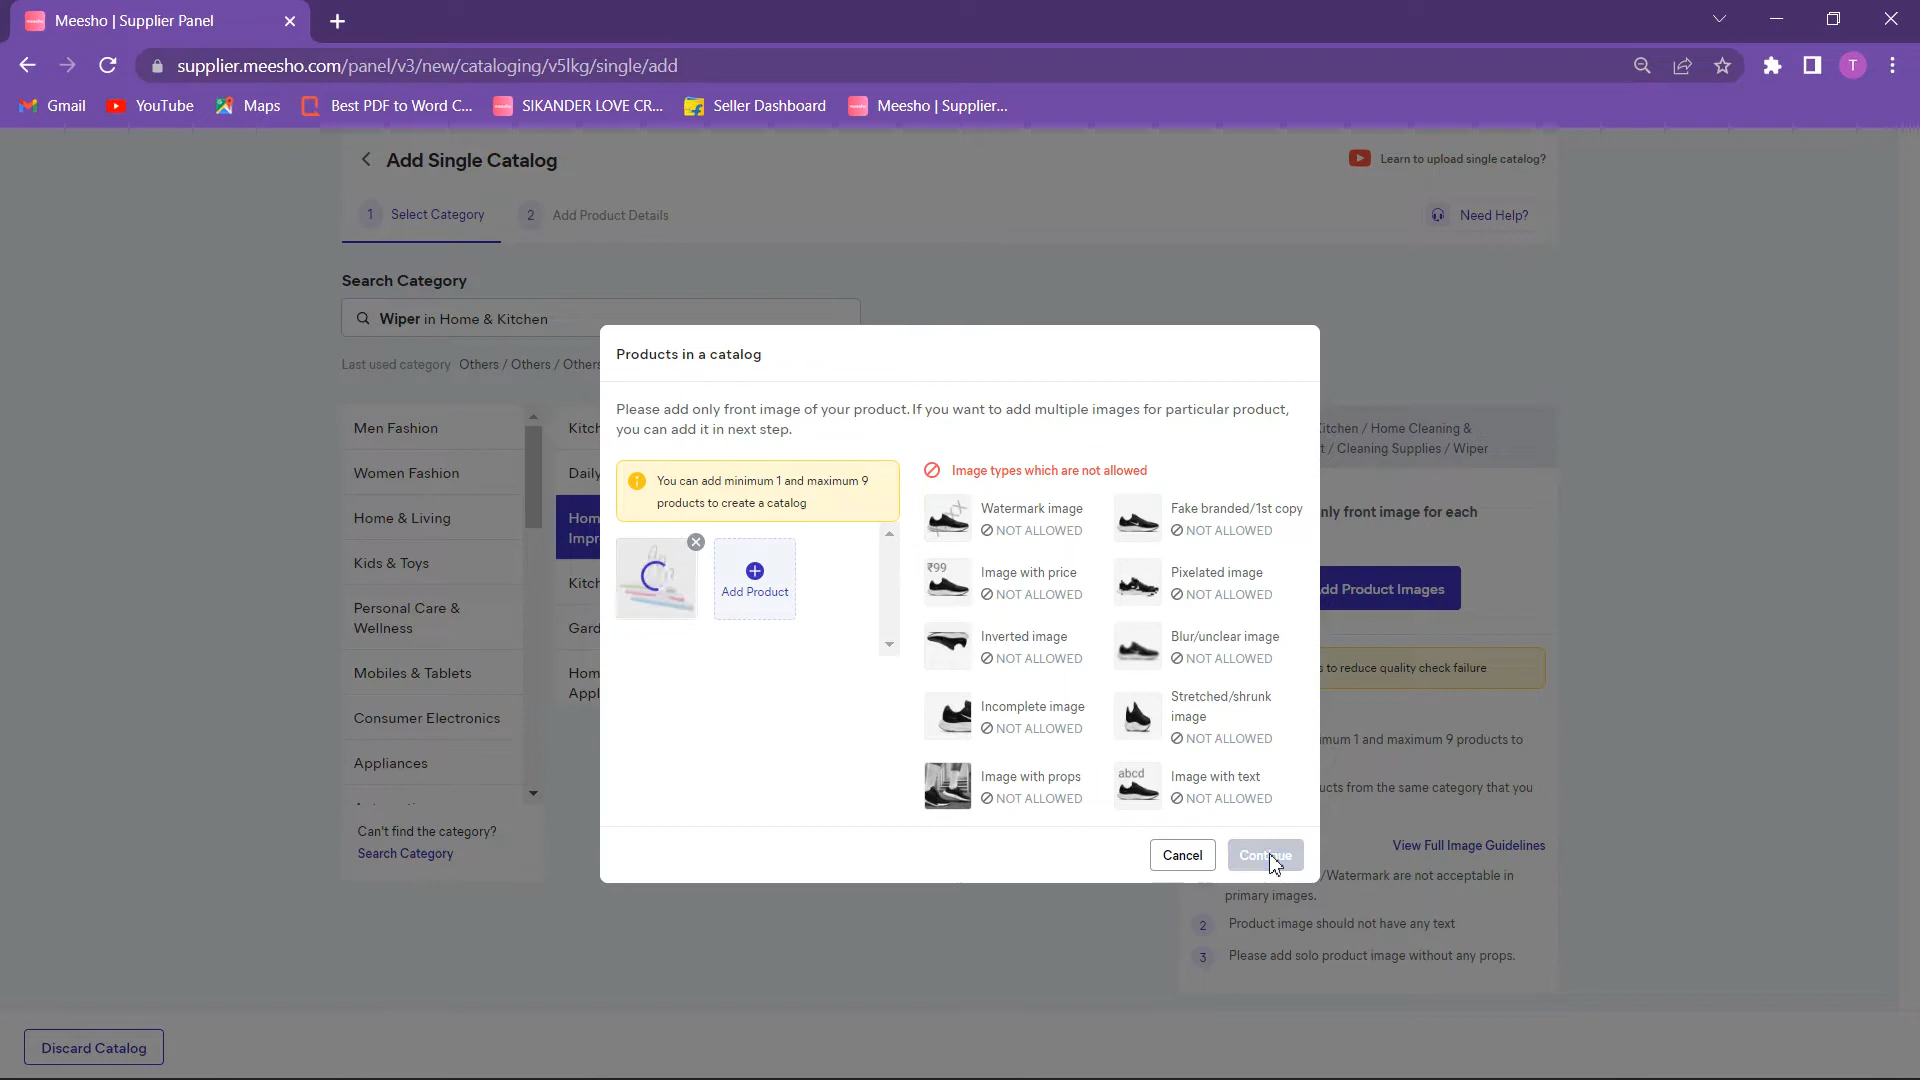 Meesho | Supplier Panel
supplier.meesho.com/panel/v3/new/cataloging/v5lkg/single/add
T
Gmail
YouTube
Maps
Best PDF to Word C...
SIKANDER LOVE CR...
Seller Dashboard
Meesho | Supplier...
Add Single Catalog
Learn to upload single catalog?
1 Select Category
2 Add Product Details
Need Help?
Search Category
Wiper in Home & Kitchen
Last used category Others / Others / Others
Men Fashion
Women Fashion
Home & Living
Kids & Toys
Personal Care &
Wellness
Mobiles & Tablets
Consumer Electronics
Appliances
Can't find the category?
Search Category
Kitch
Daily
Hom
Impr
Kitch
Gard
Hom
Appl
Products in a catalog
Please add only front image of your product. If you want to add multiple images for particular product,
you can add it in next step.
You can add minimum 1 and maximum 9
products to create a catalog
Add Product
Image types which are not allowed
Watermark image
NOT ALLOWED
Fake branded/1st copy
NOT ALLOWED
₹99
Image with price
NOT ALLOWED
Pixelated image
NOT ALLOWED
Inverted image
NOT ALLOWED
Blur/unclear image
NOT ALLOWED
Incomplete image
NOT ALLOWED
Stretched/shrunk
image
NOT ALLOWED
Image with props
NOT ALLOWED
abcd
Image with text
NOT ALLOWED
Cancel
Continue
Kitchen / Home Cleaning &
t / Cleaning Supplies / Wiper
nly front image for each
dd Product Images
s to reduce quality check failure
mum 1 and maximum 9 products to
ucts from the same category that you
View Full Image Guidelines
/Watermark are not acceptable in
primary images.
2 Product image should not have any text
3 Please add solo product image without any props.
Discard Catalog